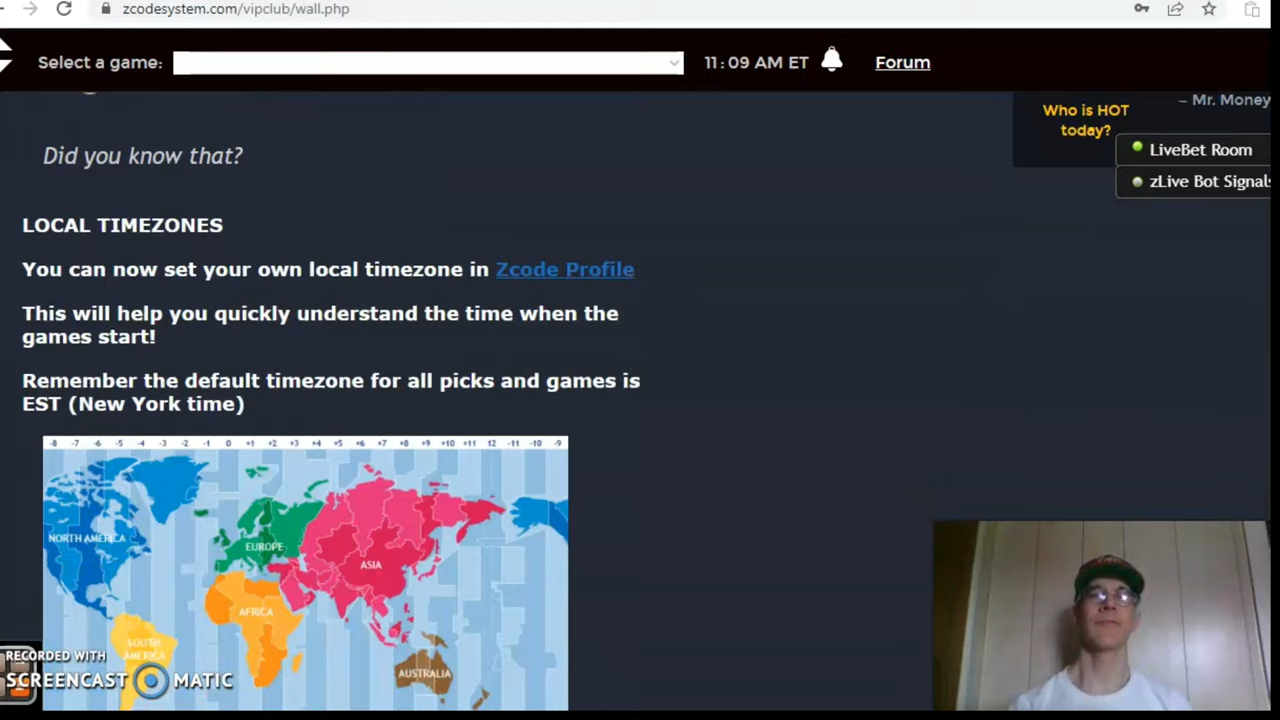 zcodesystem.com/vipclub/wall.php
Select a game:
11:09 AM ET
Forum
– Mr. Money
Who is HOT
today?
LiveBet Room
zLive Bot Signals
Did you know that?
LOCAL TIMEZONES
You can now set your own local timezone in Zcode Profile
This will help you quickly understand the time when the
games start!
Remember the default timezone for all picks and games is
EST (New York time)
-8 -7 -6 -5 -4 -3 -2 -1 0 +1 +2 +3 +4 +5 +6 +7 +8 +9 +10 +11 12 -11 -10 -9
NORTH AMERICA
EUROPE
ASIA
AFRICA
SOUTH
AMERICA
AUSTRALIA
RECORDED WITH
SCREENCAST MATIC